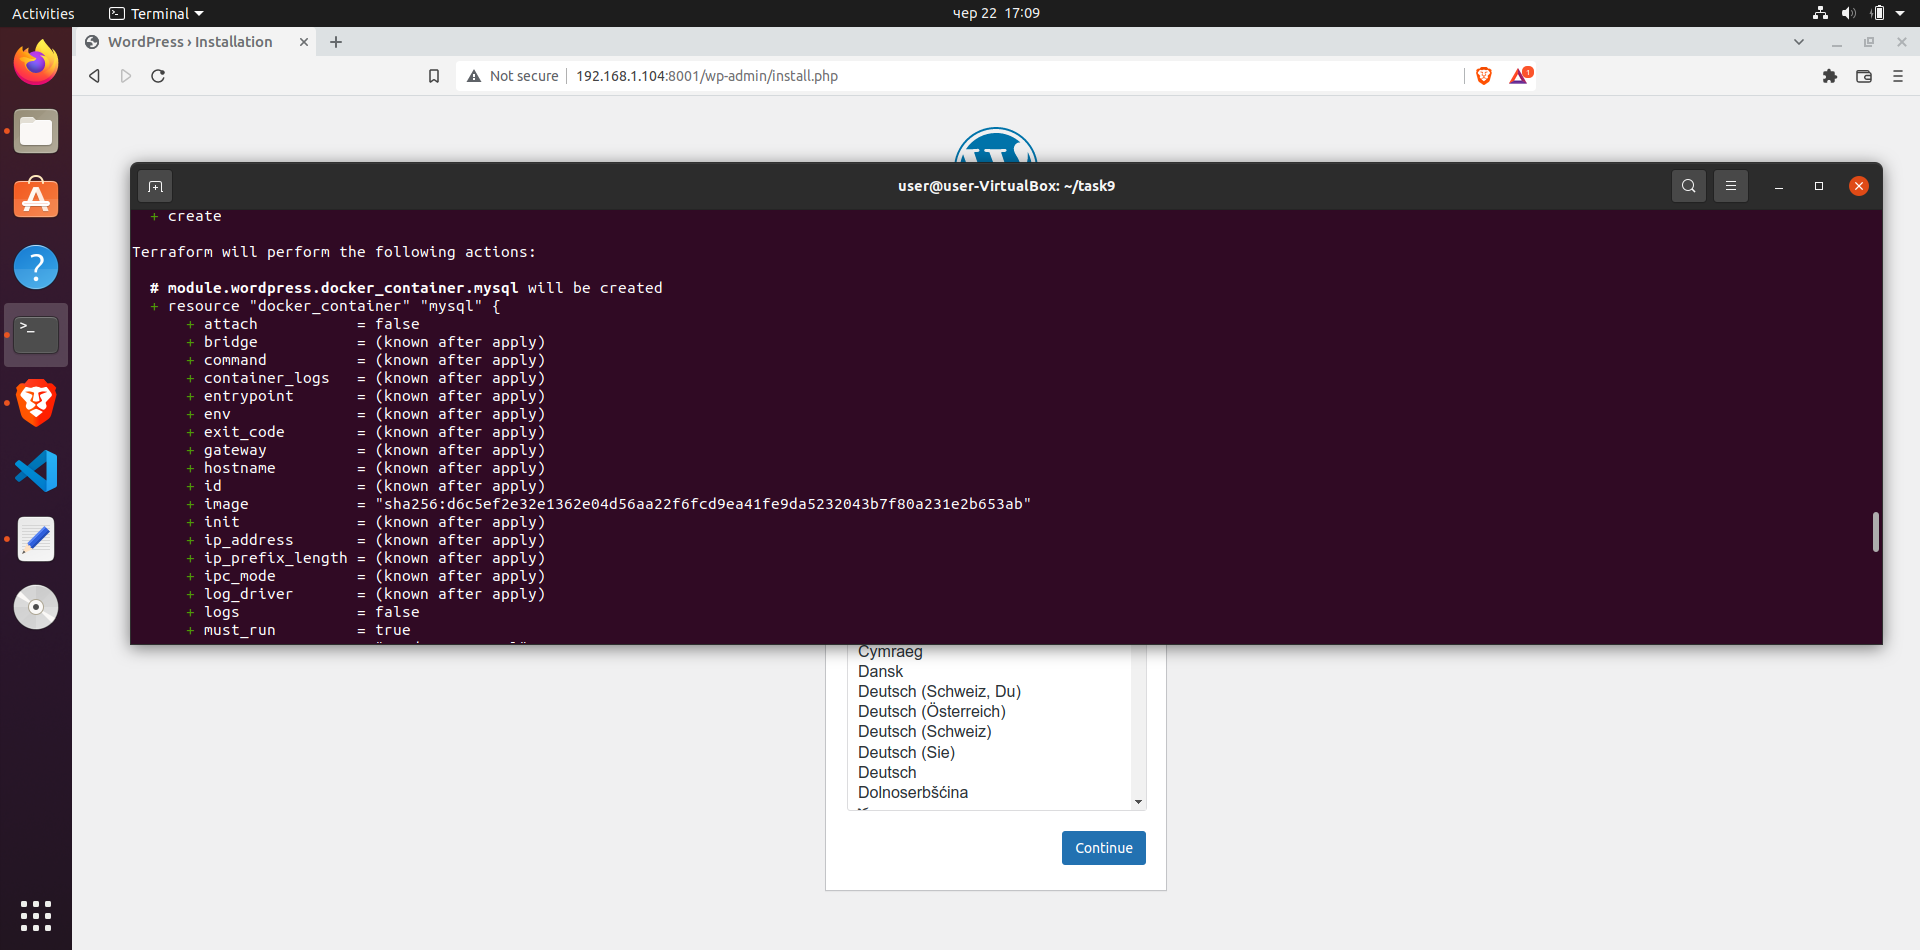 Activities
Terminal
чер 22 17:09
WordPress › Installation
Not secure
192.168.1.104:8001/wp-admin/install.php
1
user@user-VirtualBox: ~/task9
+ create
Terraform will perform the following actions:
# module.wordpress.docker_container.mysql will be created
+ resource "docker_container" "mysql" {
+ attach = false
+ bridge = (known after apply)
+ command = (known after apply)
+ container_logs = (known after apply)
+ entrypoint = (known after apply)
+ env = (known after apply)
+ exit_code = (known after apply)
+ gateway = (known after apply)
+ hostname = (known after apply)
+ id = (known after apply)
+ image = "sha256:d6c5ef2e32e1362e04d56aa22f6fcd9ea41fe9da5232043b7f80a231e2b653ab"
+ init = (known after apply)
+ ip_address = (known after apply)
+ ip_prefix_length = (known after apply)
+ ipc_mode = (known after apply)
+ log_driver = (known after apply)
+ logs = false
+ must_run = true
Cymraeg
Dansk
Deutsch (Schweiz, Du)
Deutsch (Österreich)
Deutsch (Schweiz)
Deutsch (Sie)
Deutsch
Dolnoserbšćina
Continue